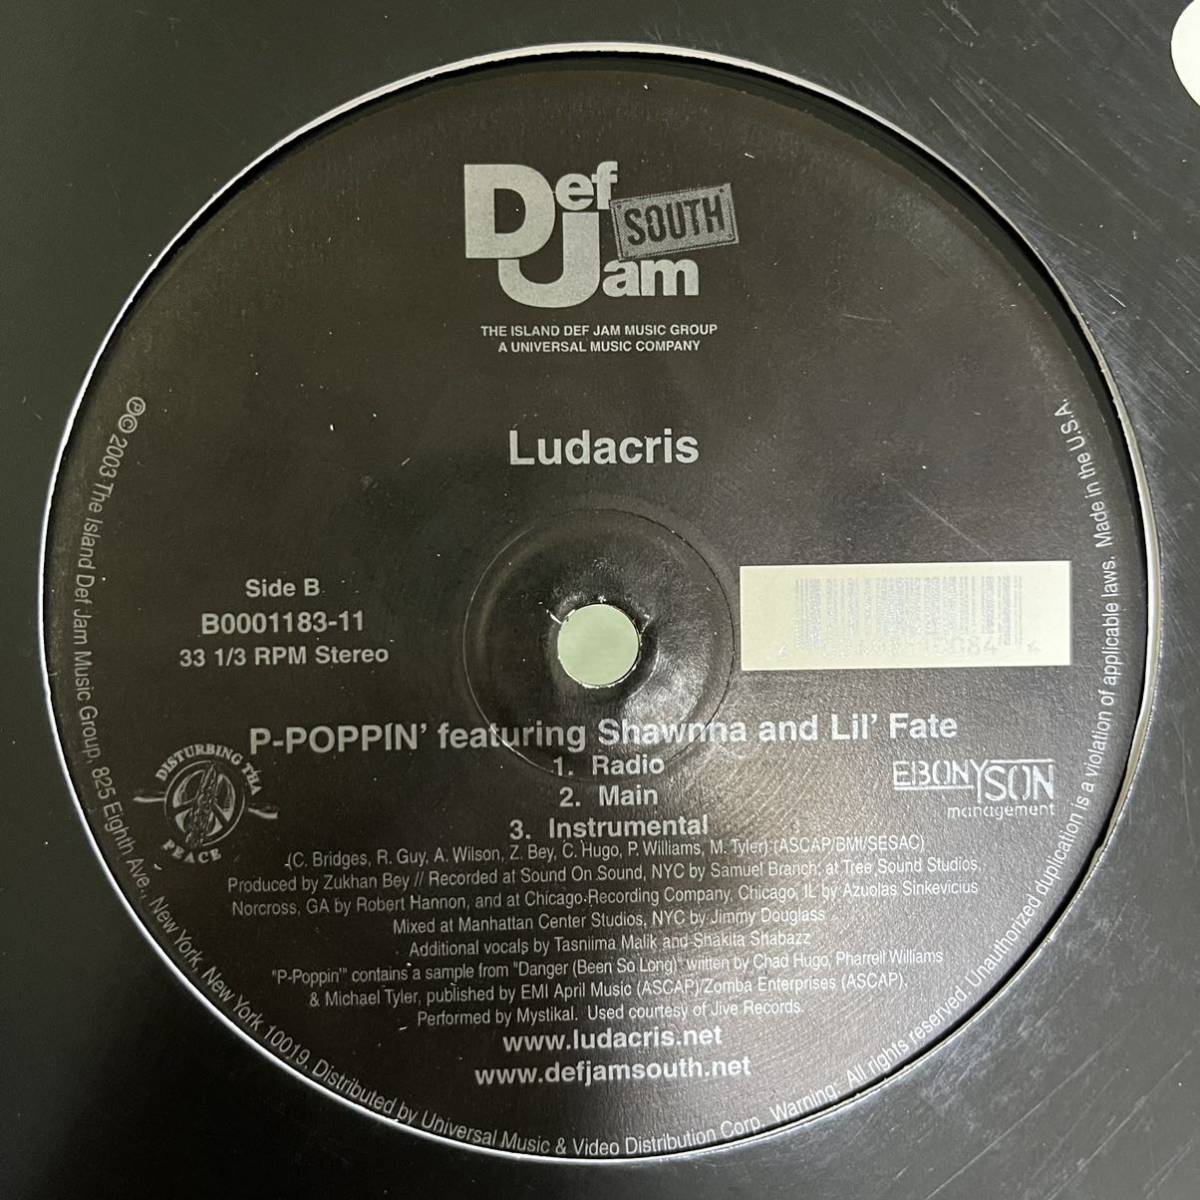 Def Jam SOUTH
THE ISLAND DEF JAM MUSIC GROUP
A UNIVERSAL MUSIC COMPANY
Ludacris
Side B
B0001183-11
33 1/3 RPM Stereo
P-POPPIN' featuring Shawnna and Lil' Fate
1. Radio
2. Main
3. Instrumental
DISTURBING THA
PEACE
EBONYSON
management
(C. Bridges, R. Guy, A. Wilson, Z. Bey, C. Hugo, P. Williams, M. Tyler) (ASCAP/BMI/SESAC)
Produced by Zukhan Bey // Recorded at Sound On Sound, NYC by Samuel Branch; at Tree Sound Studios,
Norcross, GA by Robert Hannon, and at Chicago Recording Company, Chicago, IL by Azuolas Sinkevicius
Mixed at Manhattan Center Studios, NYC by Jimmy Douglass
Additional vocals by Tasniima Malik and Shakita Shabazz
"P-Poppin'" contains a sample from "Danger (Been So Long)" written by Chad Hugo, Pharrell Williams
& Michael Tyler, published by EMI April Music (ASCAP)/Zomba Enterprises (ASCAP).
Performed by Mystikal. Used courtesy of Jive Records.
www.ludacris.net
www.defjamsouth.net
℗© 2003 The Island Def Jam Music Group, 825 Eighth Ave., New York, New York 10019. Distributed by Universal Music & Video Distribution Corp. Warning: All rights reserved. Unauthorized duplication is a violation of applicable laws. Made in the U.S.A.